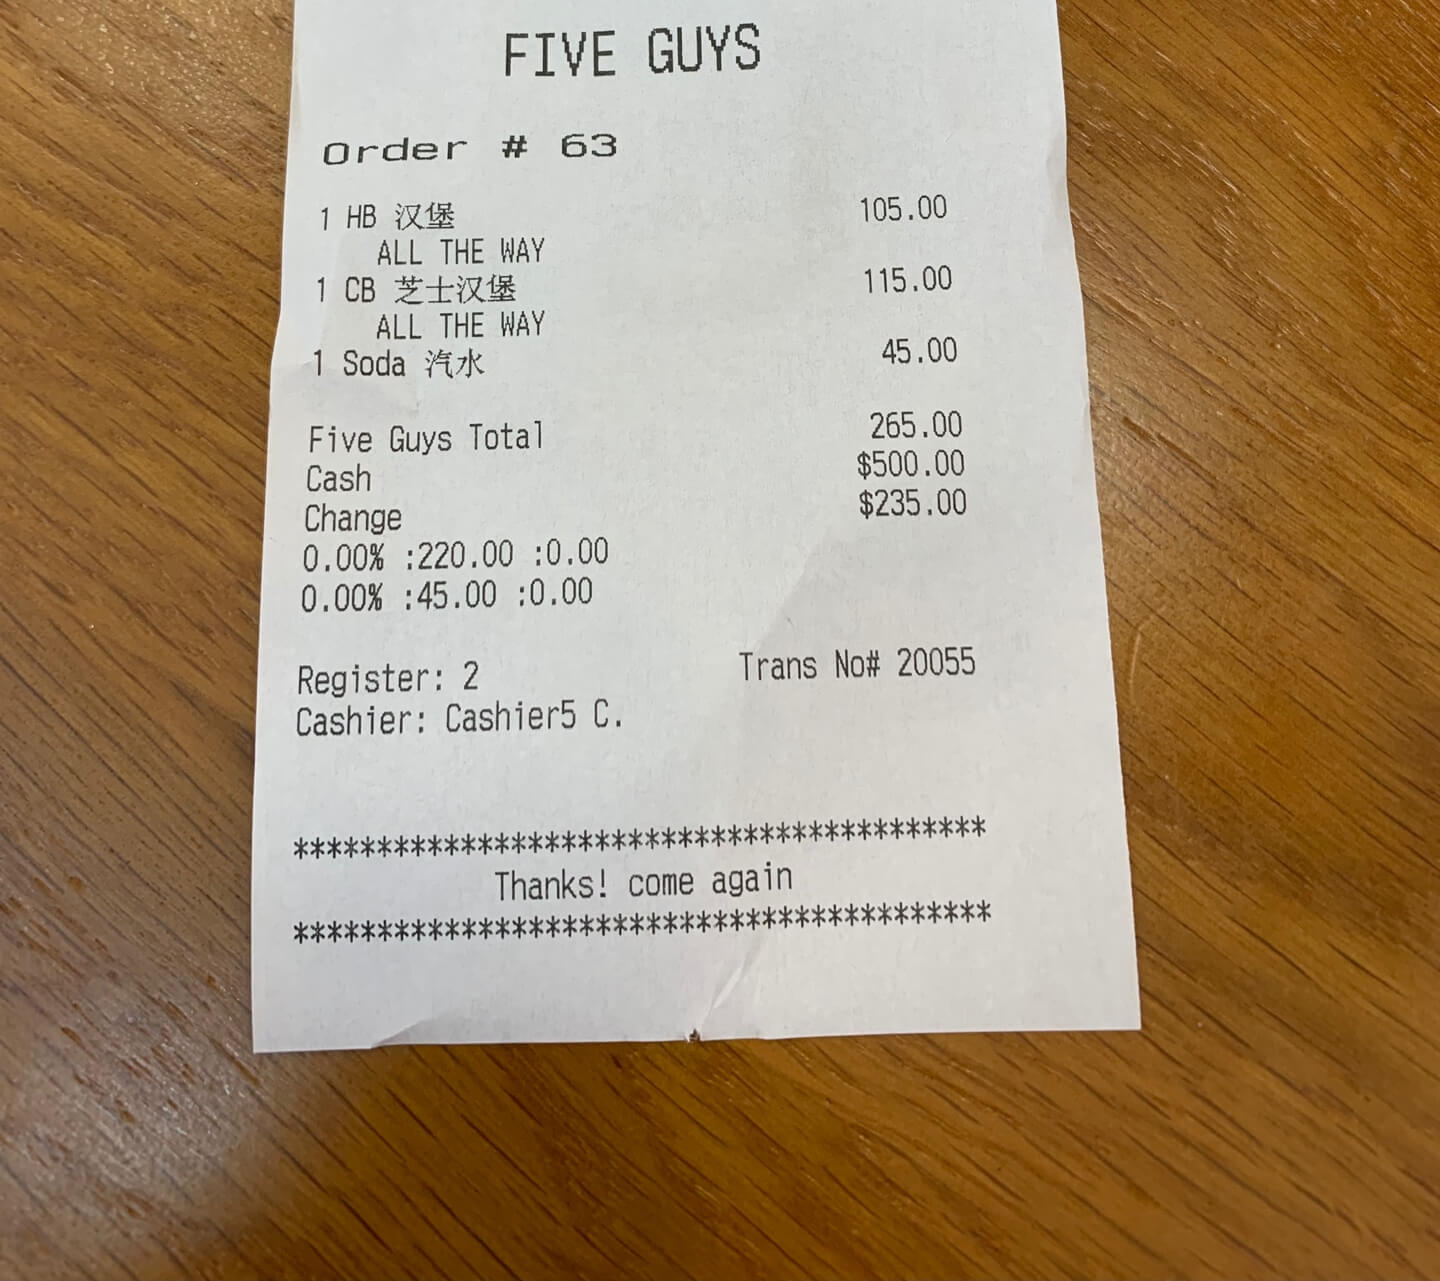 FIVE GUYS
Order # 63
1 HB 汉堡 105.00
ALL THE WAY
1 CB 芝士汉堡 115.00
ALL THE WAY
1 Soda 汽水 45.00
Five Guys Total 265.00
Cash $500.00
Change $235.00
0.00% :220.00 :0.00
0.00% :45.00 :0.00
Register: 2 Trans No# 20055
Cashier: Cashier5 C.
******************************************
Thanks! come again
******************************************